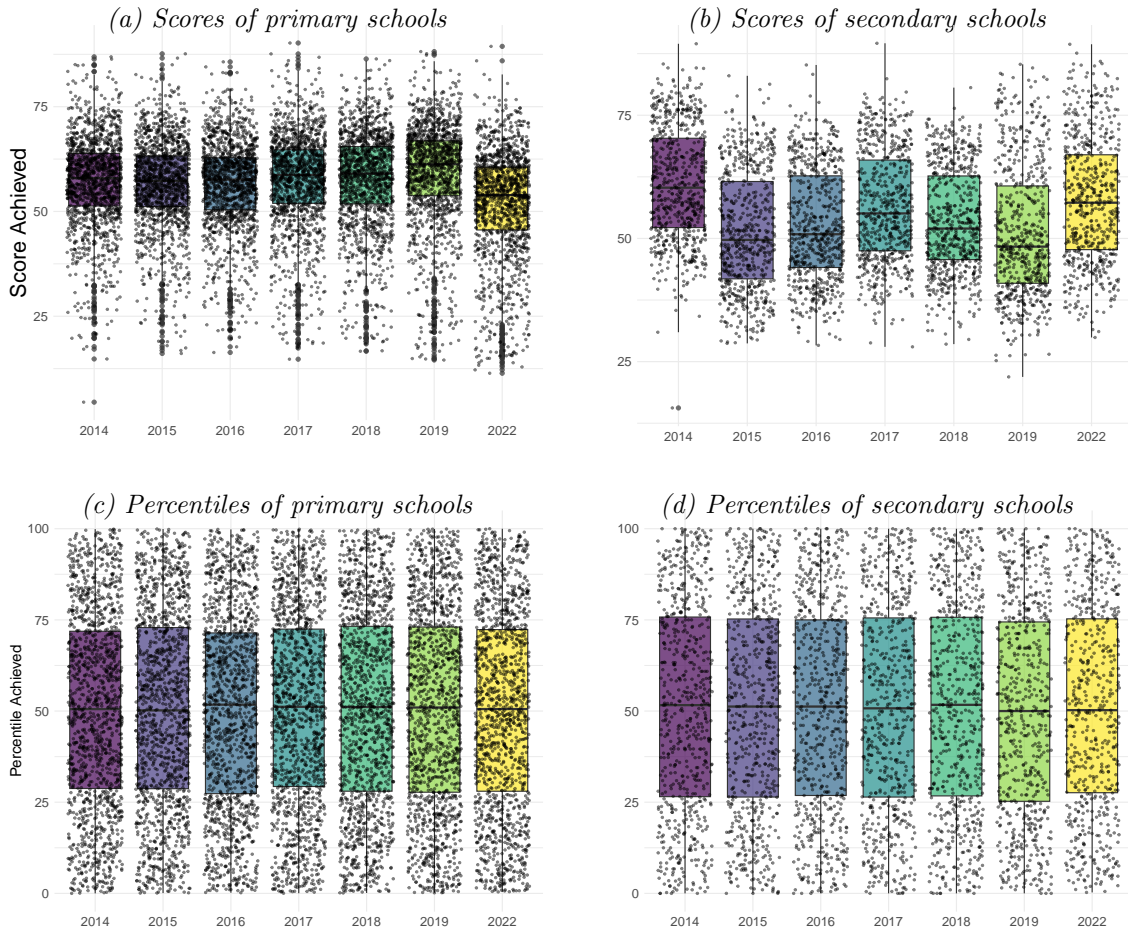 (a) Scores of primary schools
Score Achieved
75
50
25
2014 2015 2016 2017 2018 2019 2022
(b) Scores of secondary schools
75
50
25
2014 2015 2016 2017 2018 2019 2022
(c) Percentiles of primary schools
Percentile Achieved
100
75
50
25
0
2014 2015 2016 2017 2018 2019 2022
(d) Percentiles of secondary schools
100
75
50
25
0
2014 2015 2016 2017 2018 2019 2022